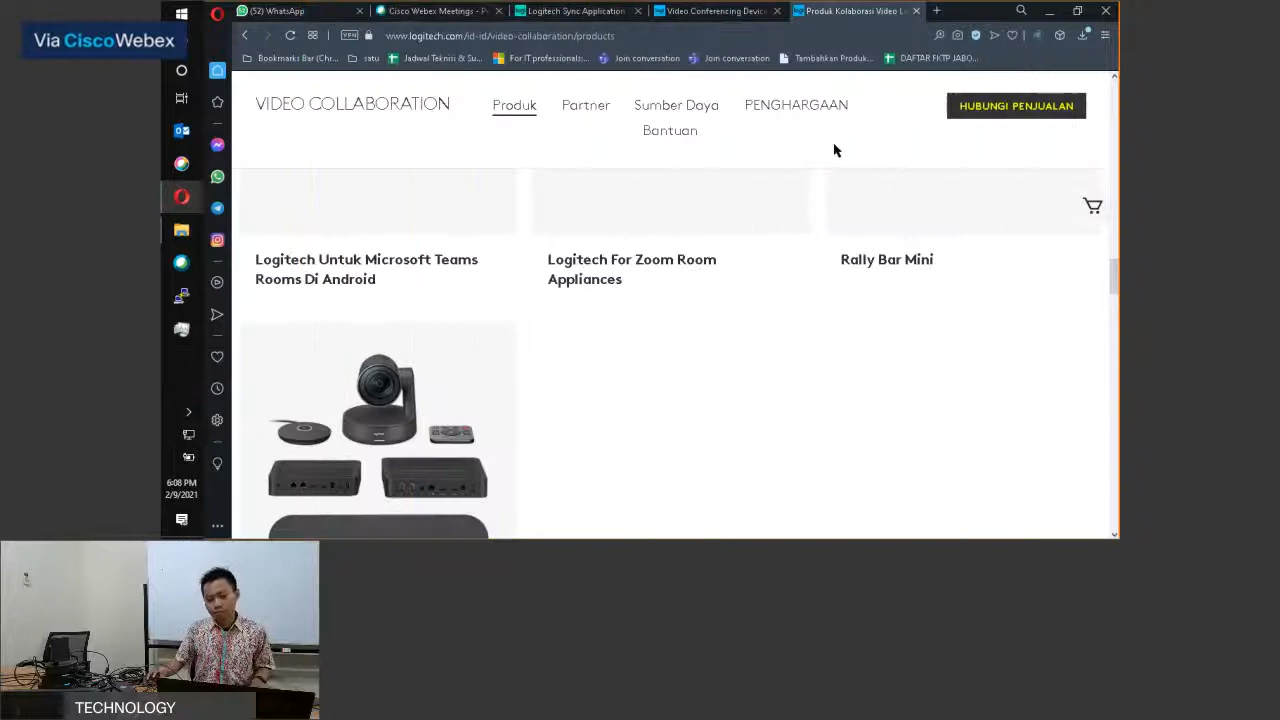 Via CiscoWebex
(52) WhatsApp
Cisco Webex Meetings - P
Logitech Sync Application
Video Conferencing Device
Produk Kolaborasi Video L
VPN
www.logitech.com/id-id/video-collaboration/products
Bookmarks Bar (Chr...
satu
Jadwal Teknisi & Su...
For IT professionals:...
Join conversation
Join conversation
Tambahkan Produk...
DAFTAR FKTP JABO...
VIDEO COLLABORATION
Produk
Partner
Sumber Daya
PENGHARGAAN
Bantuan
HUBUNGI PENJUALAN
Logitech Untuk Microsoft Teams
Rooms Di Android
Logitech For Zoom Room
Appliances
Rally Bar Mini
6:08 PM
2/9/2021
TECHNOLOGY